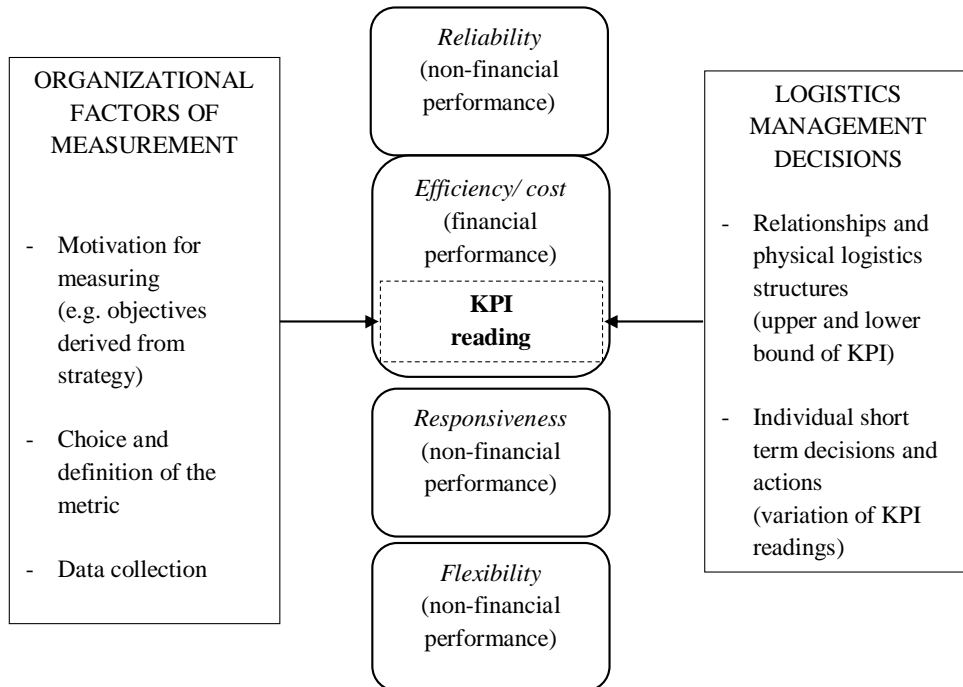 ORGANIZATIONAL
FACTORS OF
MEASUREMENT
- Motivation for
measuring
(e.g. objectives
derived from
strategy)
- Choice and
definition of the
metric
- Data collection
Reliability
(non-financial
performance)
Efficiency/ cost
(financial
performance)
KPI
reading
Responsiveness
(non-financial
performance)
Flexibility
(non-financial
performance)
LOGISTICS
MANAGEMENT
DECISIONS
- Relationships and
physical logistics
structures
(upper and lower
bound of KPI)
- Individual short
term decisions and
actions
(variation of KPI
readings)